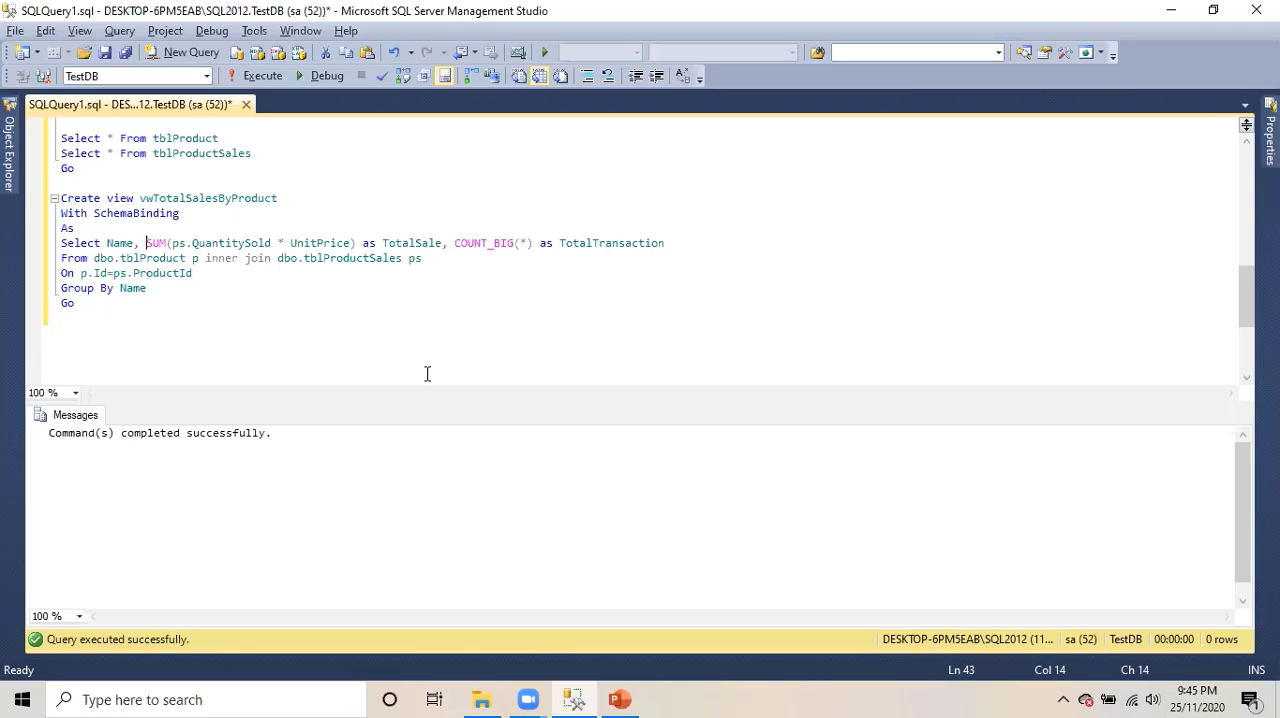 SQLQuery1.sql - DESKTOP-6PM5EAB\SQL2012.TestDB (sa (52))* - Microsoft SQL Server Management Studio
File Edit View Query Project Debug Tools Window Help
New Query
TestDB Execute Debug
SQLQuery1.sql - DES...12.TestDB (sa (52))*
Object Explorer
Properties
Select * From tblProduct
Select * From tblProductSales
Go
Create view vwTotalSalesByProduct
With SchemaBinding
As
Select Name, SUM(ps.QuantitySold * UnitPrice) as TotalSale, COUNT_BIG(*) as TotalTransaction
From dbo.tblProduct p inner join dbo.tblProductSales ps
On p.Id=ps.ProductId
Group By Name
Go
100 %
Messages
Command(s) completed successfully.
100 %
Query executed successfully. DESKTOP-6PM5EAB\SQL2012 (11... sa (52) TestDB 00:00:00 0 rows
Ready Ln 43 Col 14 Ch 14 INS
Type here to search
9:45 PM
25/11/2020